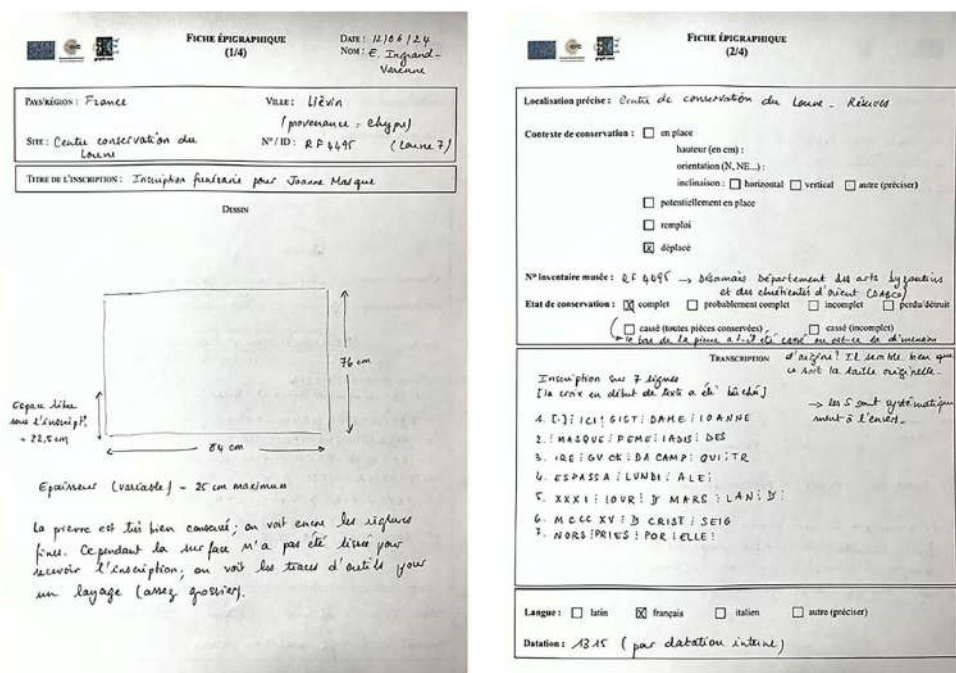 FICHE ÉPIGRAPHIQUE
(1/4)
DATE : 12/06/24
NOM : E. Ingrand-
Varenne
PAYS/RÉGION : France
VILLE : Liévin
(provenance = Chypre)
SITE : Centre conservation du
Louvre
N°/ID : RF 4495 (Louvre 7)
TITRE DE L'INSCRIPTION : Inscription funéraire pour Joanne Masque
DESSIN
76 cm
Espace libre
sous l'inscript°
= 22,5 cm
84 cm
Epaisseur (variable) = 25 cm maximum
La pierre est très bien conservée ; on voit encore les réglures
fines. Cependant la surface n'a pas été lissée pour
recevoir l'inscription ; on voit les traces d'outils pour
un layage (assez grossier).
FICHE ÉPIGRAPHIQUE
(2/4)
Localisation précise : Centre de conservation du Louvre - Réserves
Contexte de conservation : en place
hauteur (en cm) :
orientation (N, NE...) :
inclinaison : horizontal vertical autre (préciser)
potentiellement en place
remploi
X déplacé
N° inventaire musée : RF 4495 → Désormais Département des arts byzantins
et des chrétientés d'orient (DABCO)
Etat de conservation : X complet probablement complet incomplet perdu/détruit
cassé (toutes pièces conservées) cassé (incomplet)
le bas de la pierre a-t-il été cassé ou est-ce la dimension
TRANSCRIPTION d'origine ? Il semble bien que
ce soit la taille originelle.
Inscription sur 7 lignes
[la croix en début de texte a été bûchée]
→ les S sont systématique
ment à l'envers.
1. [.] ⁝ ICI ⁝ GIST ⁝ DAME ⁝ IOANNE
2. ⁝ MASQUE ⁝ FEME ⁝ IADIS ⁝ DES
3. IRE ⁝ GV CE ⁝ DA CAMP ⁝ QUI ⁝ TR
4. ESPASSA ⁝ LUNDI ⁝ ALE ⁝
5. XXXI ⁝ IOUR ⁝ D MARS ⁝ LAN ⁝ D ⁝
6. MCCC XV ⁝ D CRIST ⁝ SEIG
7. NORS ⁝ PRIES ⁝ POR ⁝ ELLE ⁝
Langue : latin X français italien autre (préciser)
Datation : 1315 (par datation interne)